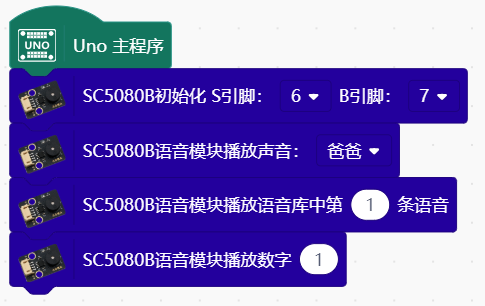 UNO Uno 主程序
SC5080B初始化 S引脚： 6 B引脚： 7
SC5080B语音模块播放声音： 爸爸
SC5080B语音模块播放语音库中第 1 条语音
SC5080B语音模块播放数字 1